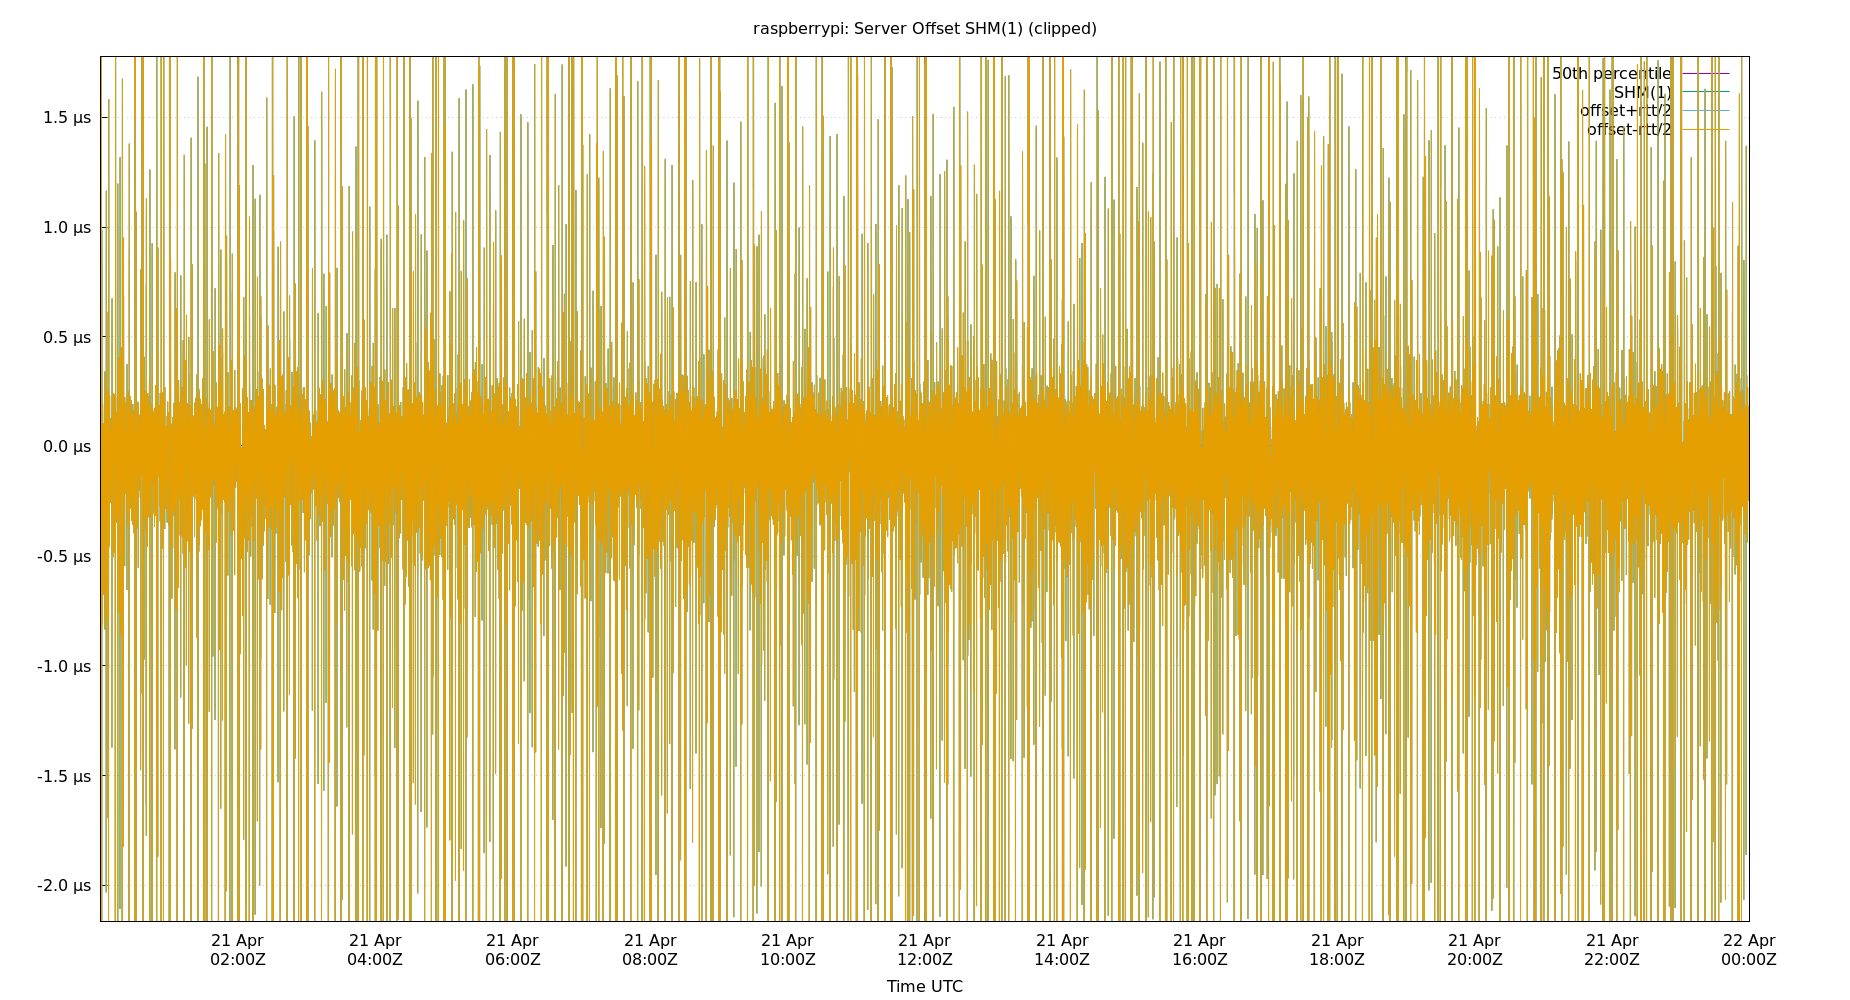 raspberrypi: Server Offset SHM(1) (clipped)
50th percentile
SHM(1)
offset+rtt/2
offset-rtt/2
1.5 µs
1.0 µs
0.5 µs
0.0 µs
-0.5 µs
-1.0 µs
-1.5 µs
-2.0 µs
21 Apr 21 Apr 21 Apr 21 Apr 21 Apr 21 Apr 21 Apr 21 Apr 21 Apr 21 Apr 21 Apr 22 Apr
02:00Z 04:00Z 06:00Z 08:00Z 10:00Z 12:00Z 14:00Z 16:00Z 18:00Z 20:00Z 22:00Z 00:00Z
Time UTC